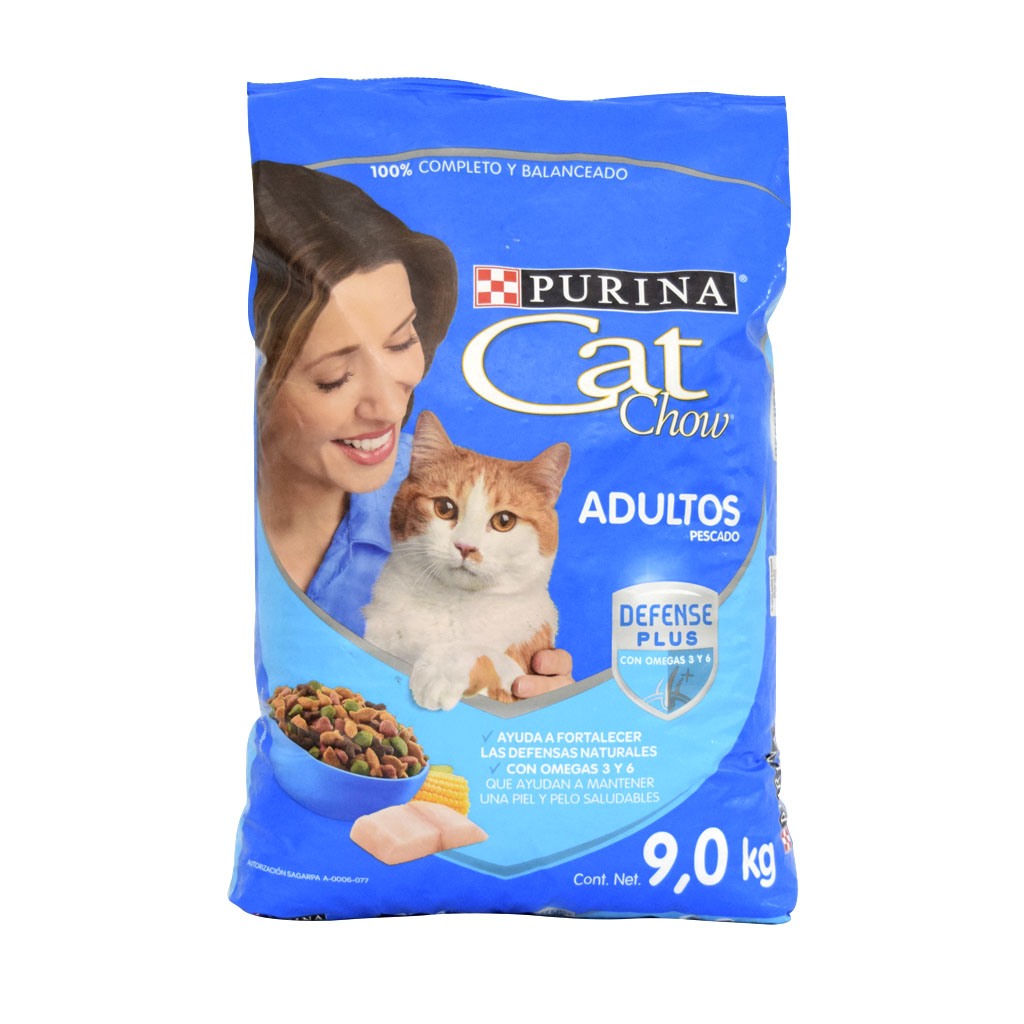 100% COMPLETO Y BALANCEADO
PURINA®
Cat
Chow®
ADULTOS
PESCADO
DEFENSE
PLUS
CON OMEGAS 3 Y 6
✓ AYUDA A FORTALECER
LAS DEFENSAS NATURALES
✓ CON OMEGAS 3 Y 6
QUE AYUDAN A MANTENER
UNA PIEL Y PELO SALUDABLES
Cont. Net. 9,0 kg
AUTORIZACIÓN SAGARPA A-0006-077